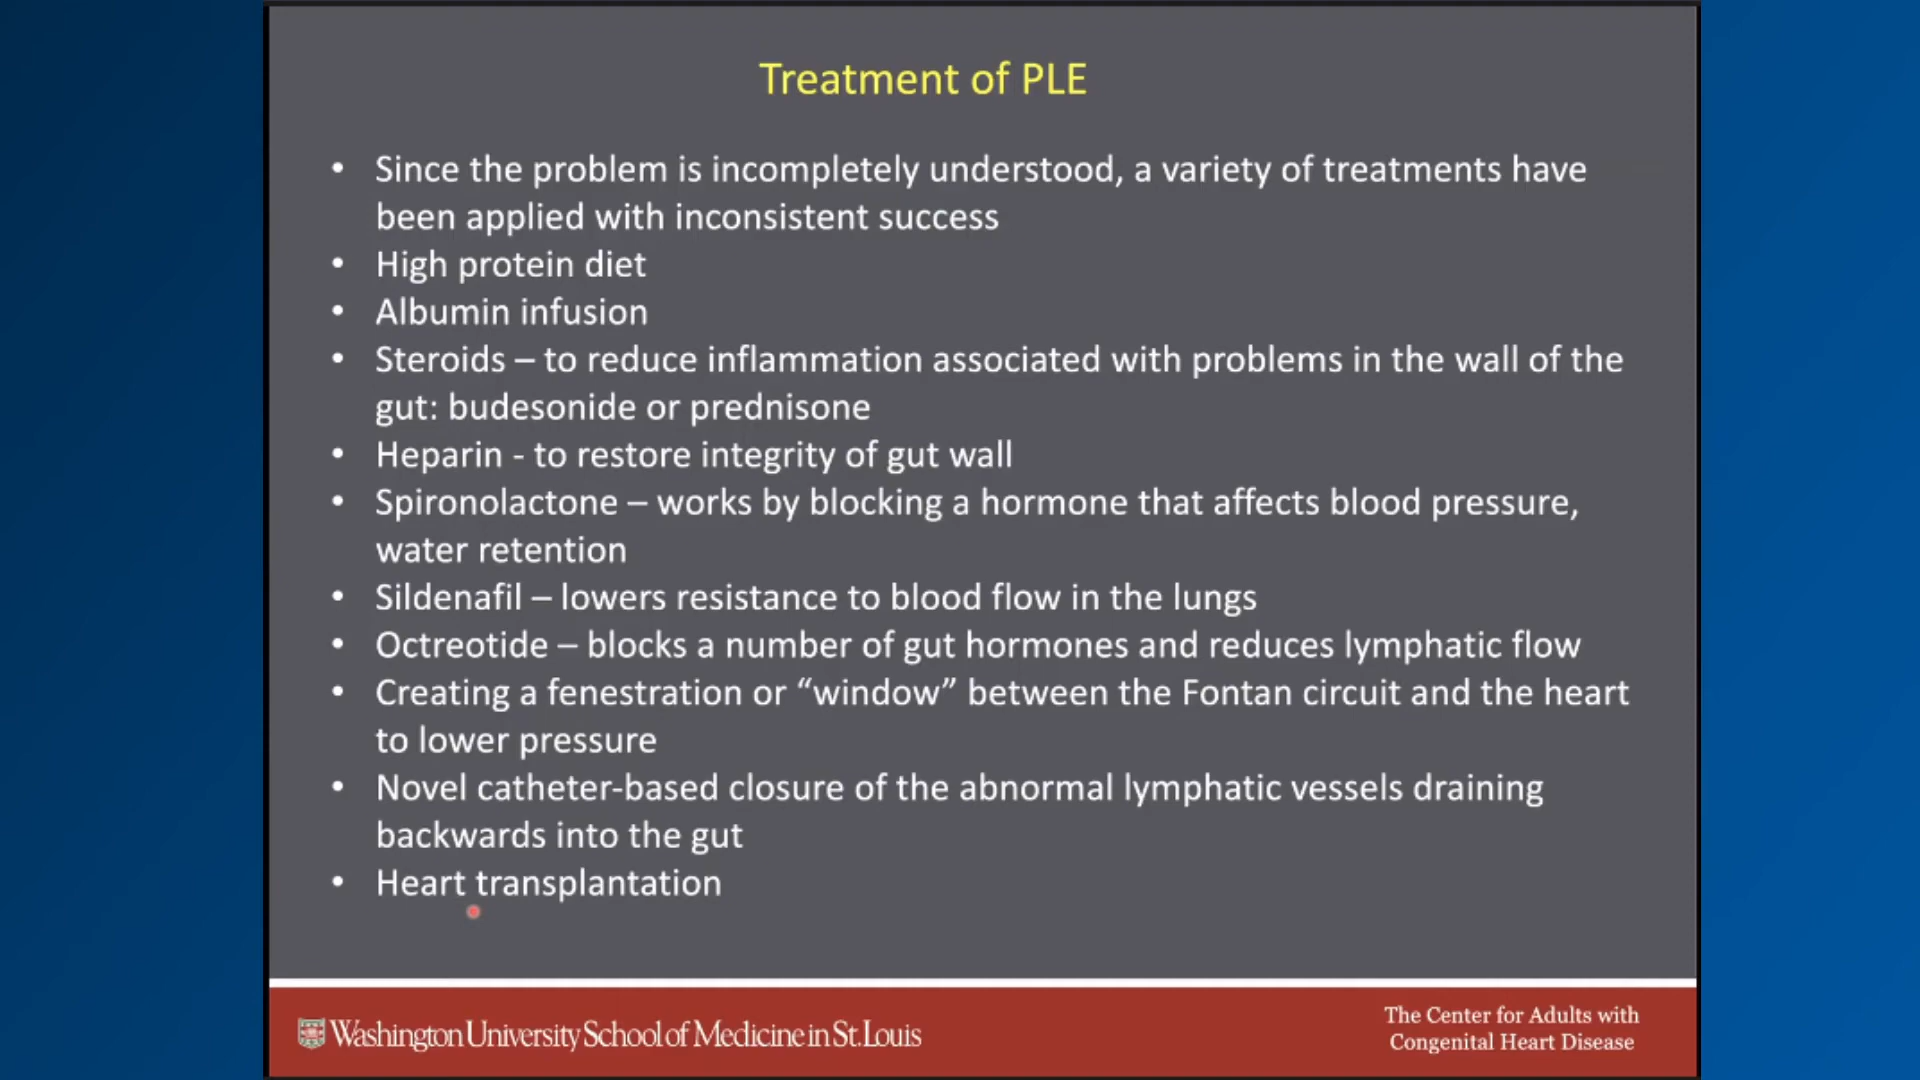 Treatment of PLE
• Since the problem is incompletely understood, a variety of treatments have
been applied with inconsistent success
• High protein diet
• Albumin infusion
• Steroids – to reduce inflammation associated with problems in the wall of the
gut: budesonide or prednisone
• Heparin - to restore integrity of gut wall
• Spironolactone – works by blocking a hormone that affects blood pressure,
water retention
• Sildenafil – lowers resistance to blood flow in the lungs
• Octreotide – blocks a number of gut hormones and reduces lymphatic flow
• Creating a fenestration or “window” between the Fontan circuit and the heart
to lower pressure
• Novel catheter-based closure of the abnormal lymphatic vessels draining
backwards into the gut
• Heart transplantation
Washington University School of Medicine in St. Louis
The Center for Adults with
Congenital Heart Disease